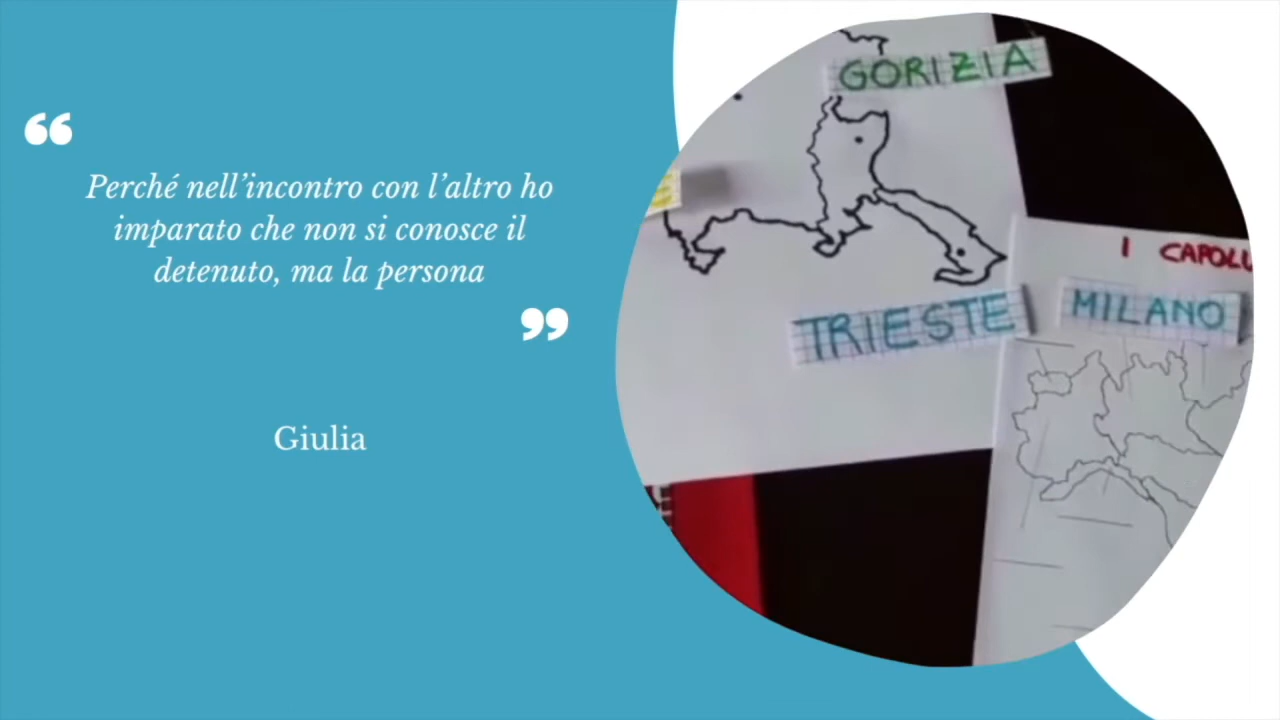 “
Perché nell’incontro con l’altro ho
imparato che non si conosce il
detenuto, ma la persona
”
Giulia
GORIZIA
TRIESTE
I CAPOLU
MILANO